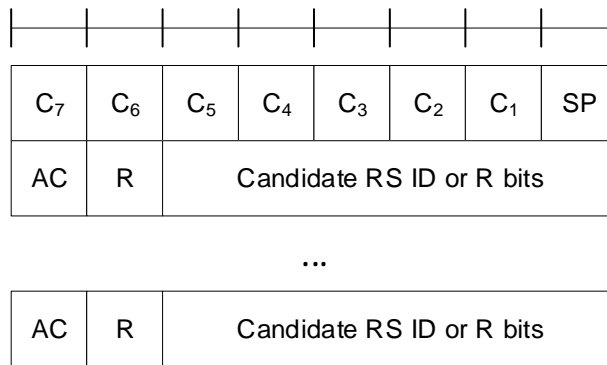 C₇ C₆ C₅ C₄ C₃ C₂ C₁ SP
AC R Candidate RS ID or R bits
...
AC R Candidate RS ID or R bits